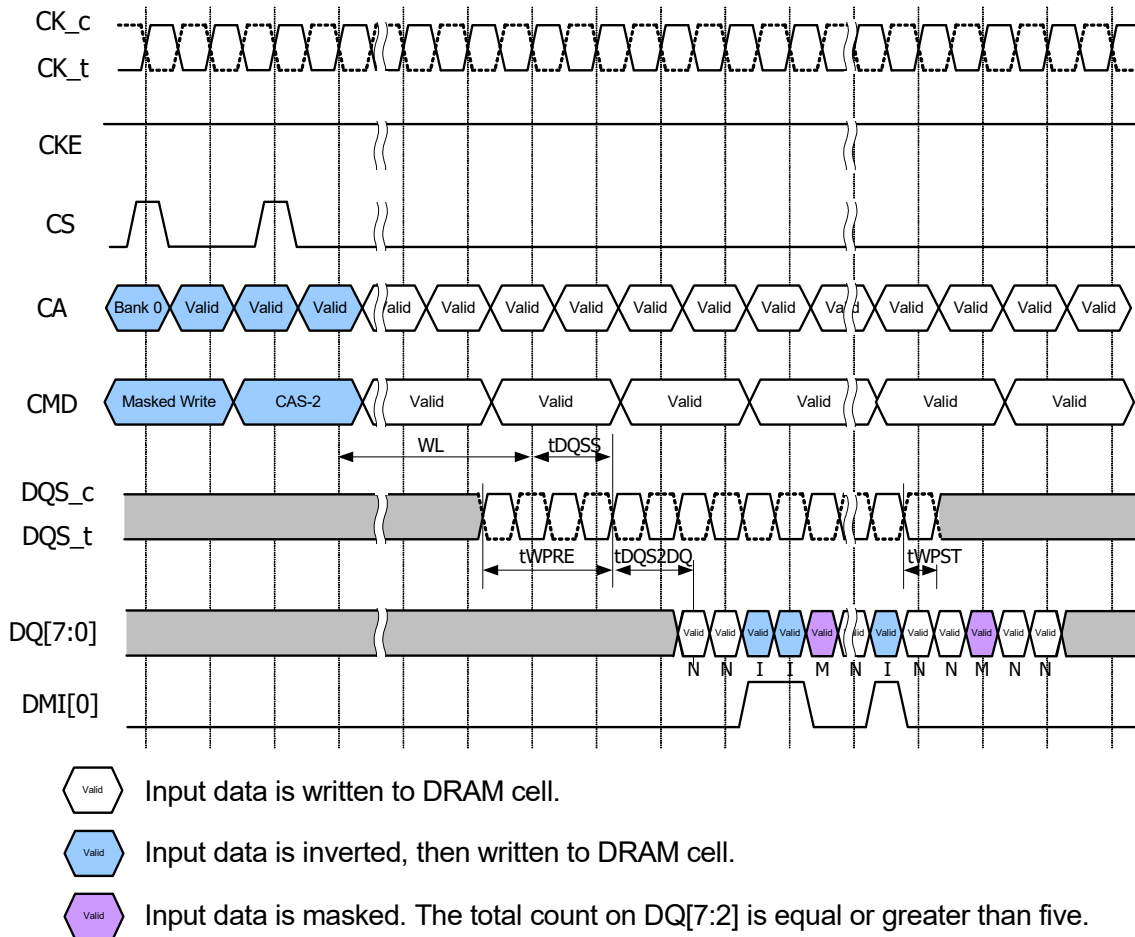 CK_c
CK_t
CKE
CS
CA Bank 0 Valid Valid Valid Valid Valid Valid Valid Valid Valid Valid Valid Valid Valid Valid Valid
CMD Masked Write CAS-2 Valid Valid Valid Valid Valid Valid
WL tDQSS
DQS_c
DQS_t
tWPRE tDQS2DQ tWPST
DQ[7:0] Valid Valid Valid Valid Valid Valid Valid Valid Valid Valid Valid Valid
N N I I M N I N N M N N
DMI[0]
Valid Input data is written to DRAM cell.
Valid Input data is inverted, then written to DRAM cell.
Valid Input data is masked. The total count on DQ[7:2] is equal or greater than five.